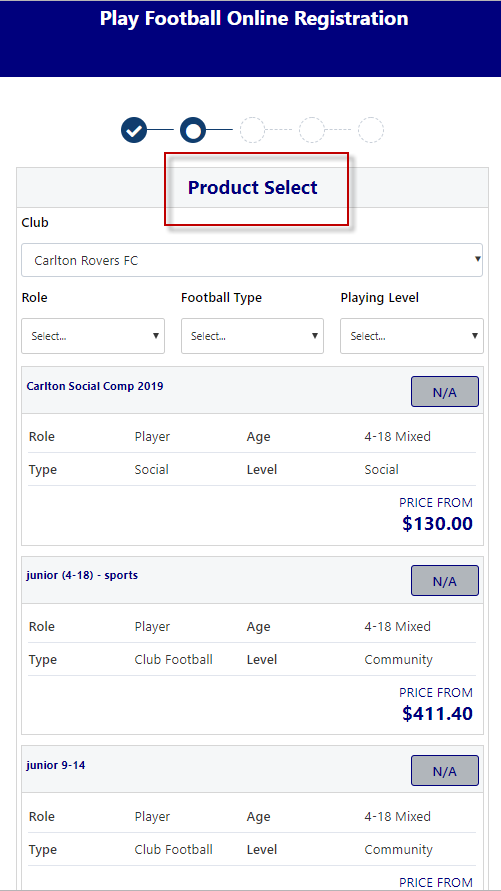 Play Football Online Registration
Product Select
Club
Carlton Rovers FC
Role Football Type Playing Level
Select... Select... Select...
Carlton Social Comp 2019 N/A
Role Player Age 4-18 Mixed
Type Social Level Social
PRICE FROM
$130.00
junior (4-18) - sports N/A
Role Player Age 4-18 Mixed
Type Club Football Level Community
PRICE FROM
$411.40
junior 9-14 N/A
Role Player Age 4-18 Mixed
Type Club Football Level Community
PRICE FROM